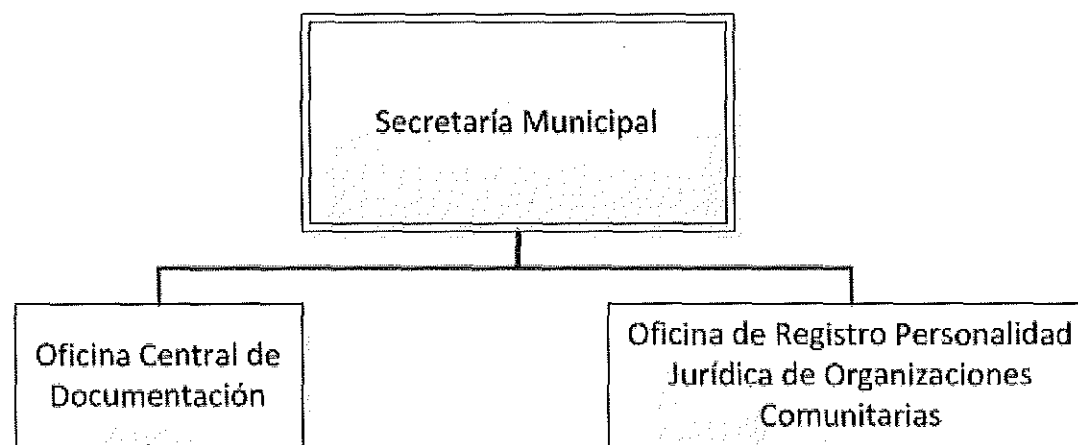 Secretaría Municipal
Oficina Central de
Documentación
Oficina de Registro Personalidad
Jurídica de Organizaciones
Comunitarias